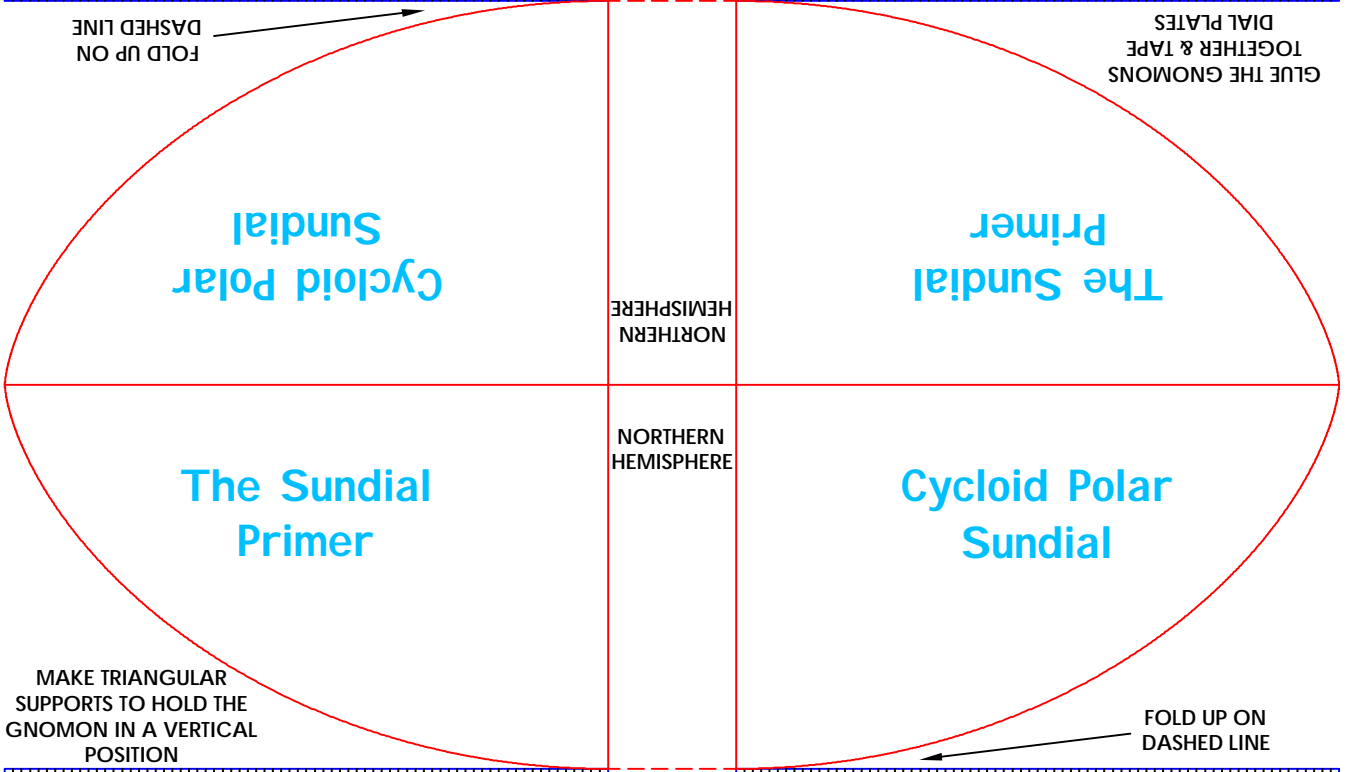 FOLD UP ON
DASHED LINE
GLUE THE GNOMONS
TOGETHER & TAPE
DIAL PLATES
Cycloid Polar
Sundial
The Sundial
Primer
NORTHERN
HEMISPHERE
NORTHERN
HEMISPHERE
The Sundial
Primer
Cycloid Polar
Sundial
MAKE TRIANGULAR
SUPPORTS TO HOLD THE
GNOMON IN A VERTICAL
POSITION
FOLD UP ON
DASHED LINE